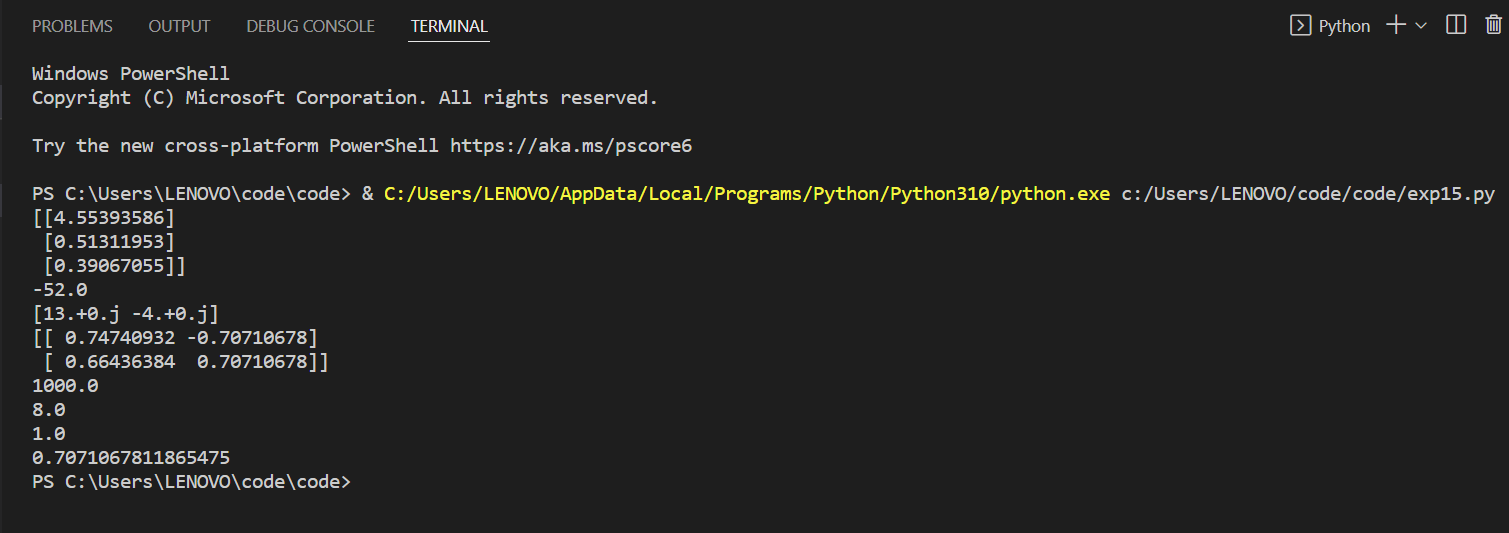 PROBLEMS OUTPUT DEBUG CONSOLE TERMINAL Python
Windows PowerShell
Copyright (C) Microsoft Corporation. All rights reserved.
Try the new cross-platform PowerShell https://aka.ms/pscore6
PS C:\Users\LENOVO\code\code> & C:/Users/LENOVO/AppData/Local/Programs/Python/Python310/python.exe c:/Users/LENOVO/code/code/exp15.py
[[4.55393586]
 [0.51311953]
 [0.39067055]]
-52.0
[13.+0.j -4.+0.j]
[[ 0.74740932 -0.70710678]
 [ 0.66436384  0.70710678]]
1000.0
8.0
1.0
0.7071067811865475
PS C:\Users\LENOVO\code\code>